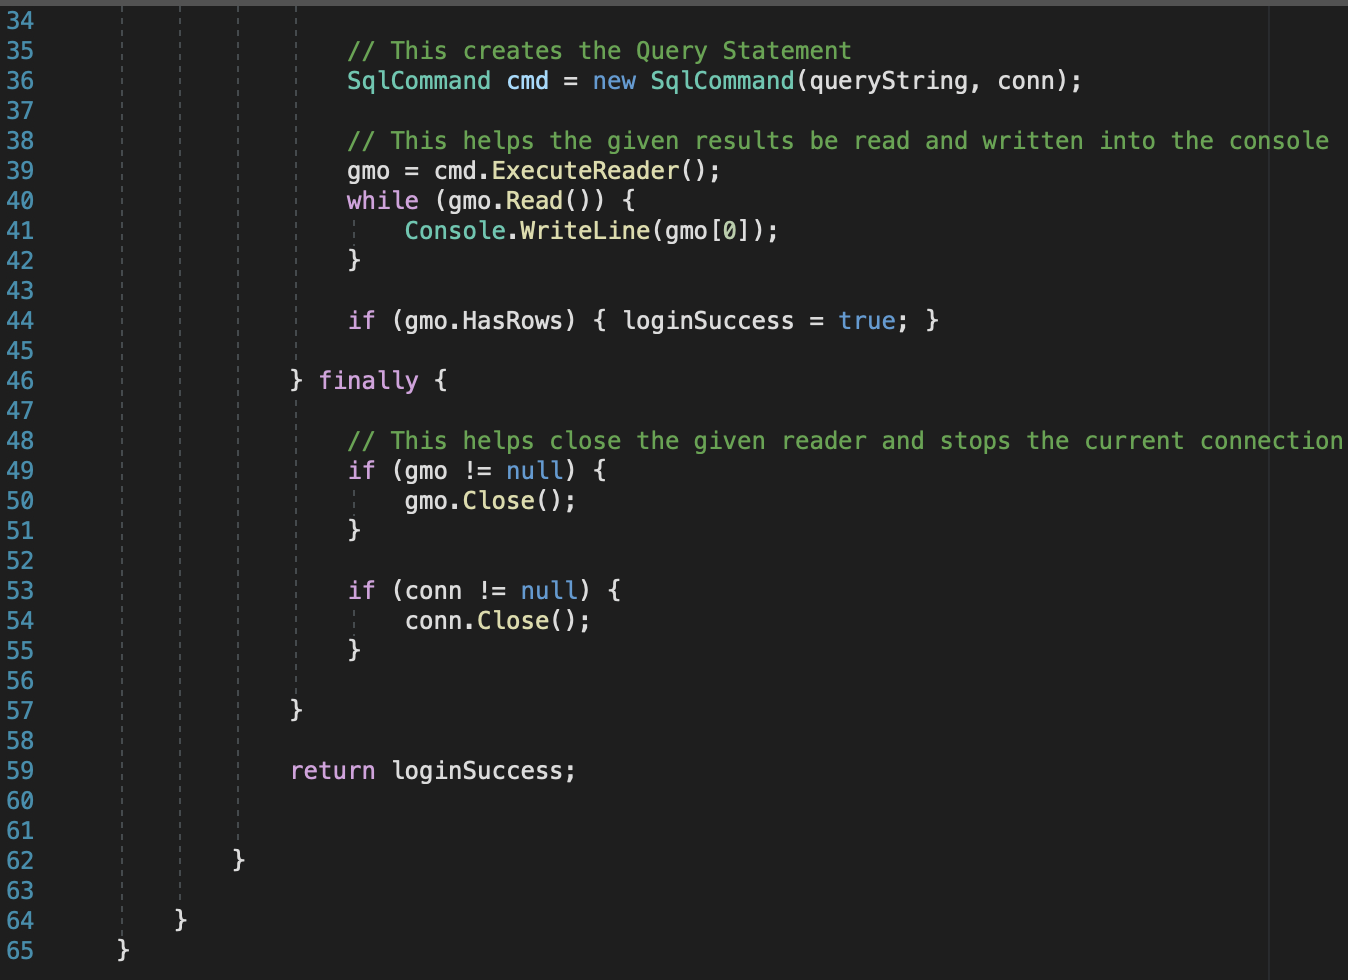 34
35 // This creates the Query Statement
36 SqlCommand cmd = new SqlCommand(queryString, conn);
37
38 // This helps the given results be read and written into the console
39 gmo = cmd.ExecuteReader();
40 while (gmo.Read()) {
41 Console.WriteLine(gmo[0]);
42 }
43
44 if (gmo.HasRows) { loginSuccess = true; }
45
46 } finally {
47
48 // This helps close the given reader and stops the current connection
49 if (gmo != null) {
50 gmo.Close();
51 }
52
53 if (conn != null) {
54 conn.Close();
55 }
56
57 }
58
59 return loginSuccess;
60
61
62 }
63
64 }
65 }